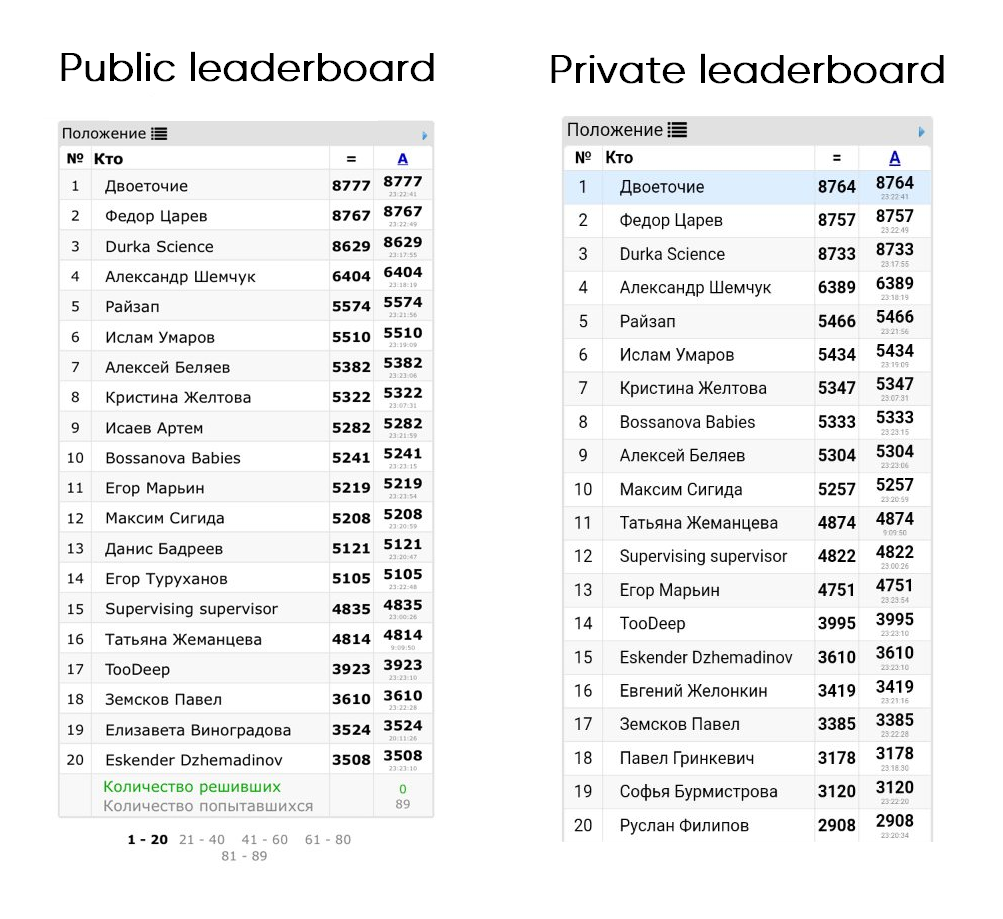 Public leaderboard
Положение
№ Кто = A
1 Двоеточие 8777 8777
23:22:41
2 Федор Царев 8767 8767
23:22:49
3 Durka Science 8629 8629
23:17:55
4 Александр Шемчук 6404 6404
23:18:19
5 Райзап 5574 5574
23:21:56
6 Ислам Умаров 5510 5510
23:19:09
7 Алексей Беляев 5382 5382
23:23:06
8 Кристина Желтова 5322 5322
23:07:31
9 Исаев Артем 5282 5282
23:21:59
10 Bossanova Babies 5241 5241
23:23:15
11 Егор Марьин 5219 5219
23:23:54
12 Максим Сигида 5208 5208
23:20:59
13 Данис Бадреев 5121 5121
23:20:47
14 Егор Туруханов 5105 5105
23:22:48
15 Supervising supervisor 4835 4835
23:00:26
16 Татьяна Жеманцева 4814 4814
9:09:50
17 TooDeep 3923 3923
23:23:10
18 Земсков Павел 3610 3610
23:22:28
19 Елизавета Виноградова 3524 3524
20:11:26
20 Eskender Dzhemadinov 3508 3508
23:23:10
Количество решивших 0
Количество попытавшихся 89
1 - 20 21 - 40 41 - 60 61 - 80
81 - 89
Private leaderboard
Положение
№ Кто = A
1 Двоеточие 8764 8764
23:22:41
2 Федор Царев 8757 8757
23:22:49
3 Durka Science 8733 8733
23:17:55
4 Александр Шемчук 6389 6389
23:18:19
5 Райзап 5466 5466
23:21:56
6 Ислам Умаров 5434 5434
23:19:09
7 Кристина Желтова 5347 5347
23:07:31
8 Bossanova Babies 5333 5333
23:23:15
9 Алексей Беляев 5304 5304
23:23:06
10 Максим Сигида 5257 5257
23:20:59
11 Татьяна Жеманцева 4874 4874
9:09:50
12 Supervising supervisor 4822 4822
23:00:26
13 Егор Марьин 4751 4751
23:23:54
14 TooDeep 3995 3995
23:23:10
15 Eskender Dzhemadinov 3610 3610
23:23:10
16 Евгений Желонкин 3419 3419
23:21:16
17 Земсков Павел 3385 3385
23:22:28
18 Павел Гринкевич 3178 3178
23:18:30
19 Софья Бурмистрова 3120 3120
23:22:20
20 Руслан Филипов 2908 2908
23:20:34